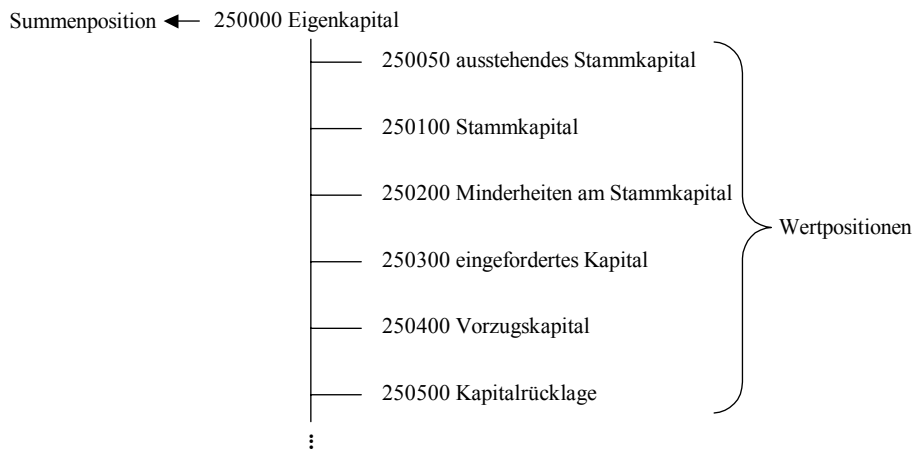 Summenposition 250000 Eigenkapital
250050 ausstehendes Stammkapital
250100 Stammkapital
250200 Minderheiten am Stammkapital
Wertpositionen
250300 eingefordertes Kapital
250400 Vorzugskapital
250500 Kapitalrücklage